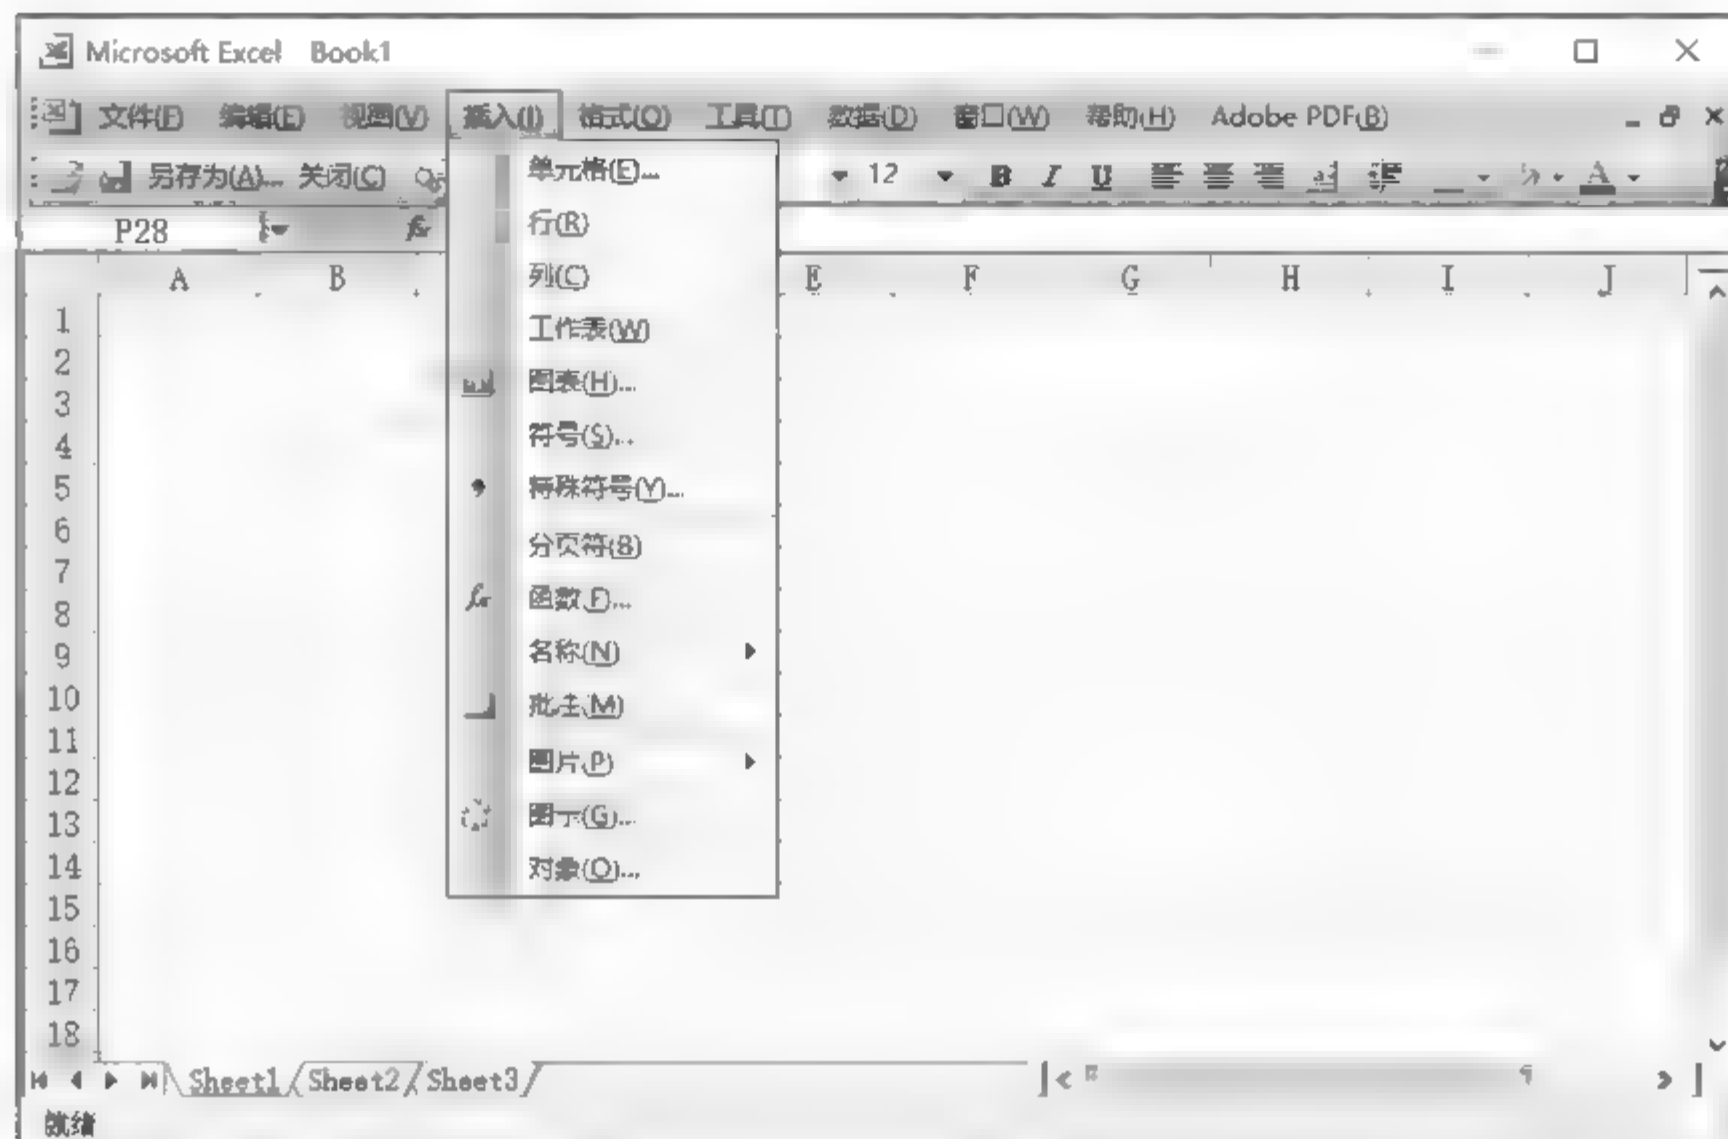 Microsoft Excel Book1
文件(F) 编辑(E) 视图(V) 插入(I) 格式(O) 工具(T) 数据(D) 窗口(W) 帮助(H) Adobe PDF(B)
另存为(A)... 关闭(C) 12 B I U A
P28 fx
A B E F G H I J
单元格(E)...
行(R)
列(C)
工作表(W)
图表(H)...
符号(S)...
特殊符号(Y)...
分页符(B)
fx 函数(F)...
名称(N)
批注(M)
图片(P)
图示(G)...
对象(O)...
1
2
3
4
5
6
7
8
9
10
11
12
13
14
15
16
17
18
Sheet1 Sheet2 Sheet3
就绪